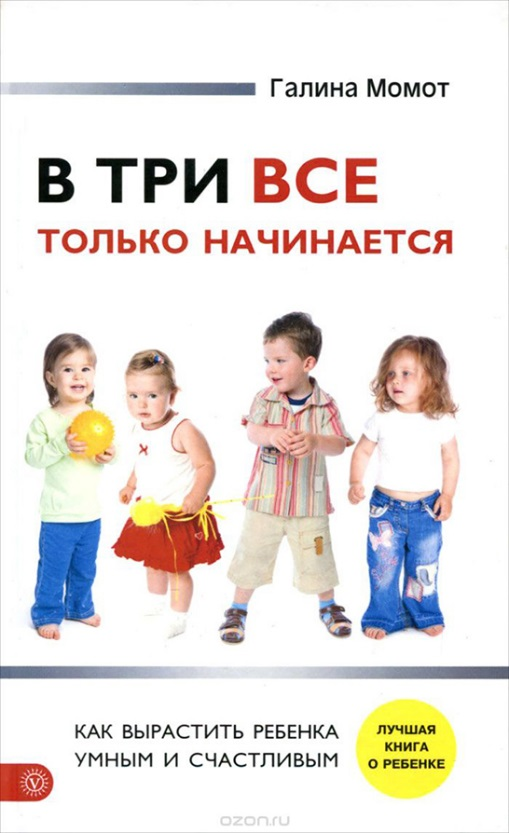 Галина Момот
В ТРИ ВСЕ
ТОЛЬКО НАЧИНАЕТСЯ
КАК ВЫРАСТИТЬ РЕБЕНКА
УМНЫМ И СЧАСТЛИВЫМ
ЛУЧШАЯ
КНИГА
О РЕБЕНКЕ
V
ozon.ru